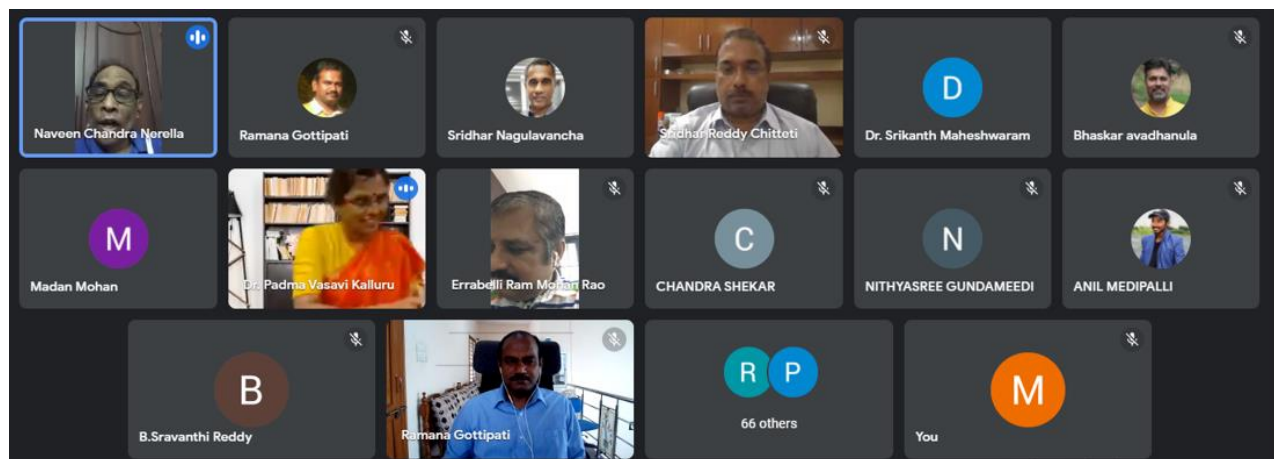 Naveen Chandra Nerella
Ramana Gottipati
Sridhar Nagulavancha
Sridhar Reddy Chitteti
D
Dr. Srikanth Maheshwaram
Bhaskar avadhanula
M
Madan Mohan
Dr. Padma Vasavi Kalluru
Errabelli Ram Mohan Rao
C
CHANDRA SHEKAR
N
NITHYASREE GUNDAMEEDI
ANIL MEDIPALLI
B
B.Sravanthi Reddy
Ramana Gottipati
R P
66 others
M
You